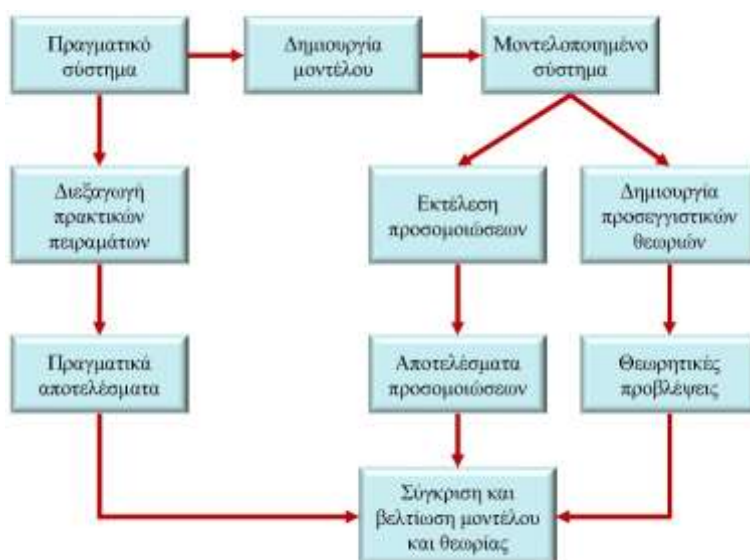 Πραγματικό
σύστημα
Δημιουργία
μοντέλου
Μοντελοποιημένο
σύστημα
Διεξαγωγή
πρακτικών
πειραμάτων
Εκτέλεση
προσομοιώσεων
Δημιουργία
προσεγγιστικών
θεωριών
Πραγματικά
αποτελέσματα
Αποτελέσματα
προσομοιώσεων
Θεωρητικές
προβλέψεις
Σύγκριση και
βελτίωση μοντέλου
και θεωρίας